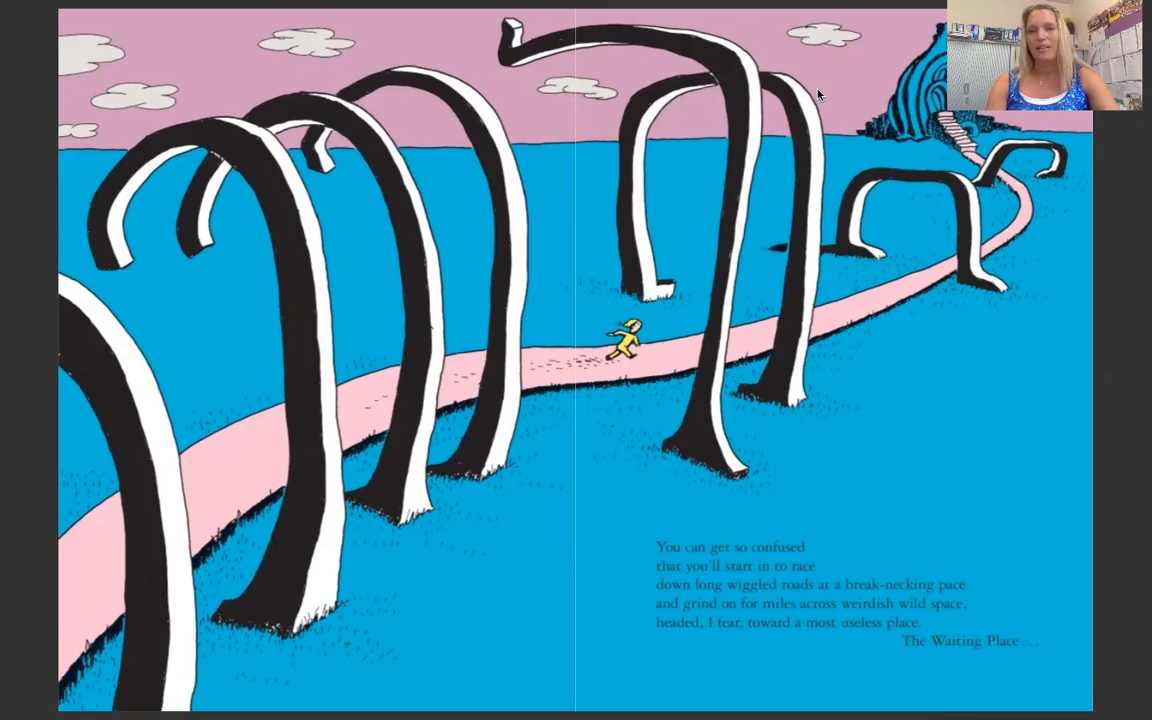 You can get so confused
that you'll start in to race
down long wiggled roads at a break-necking pace
and grind on for miles across weirdish wild space,
headed, I fear, toward a most useless place.
The Waiting Place...